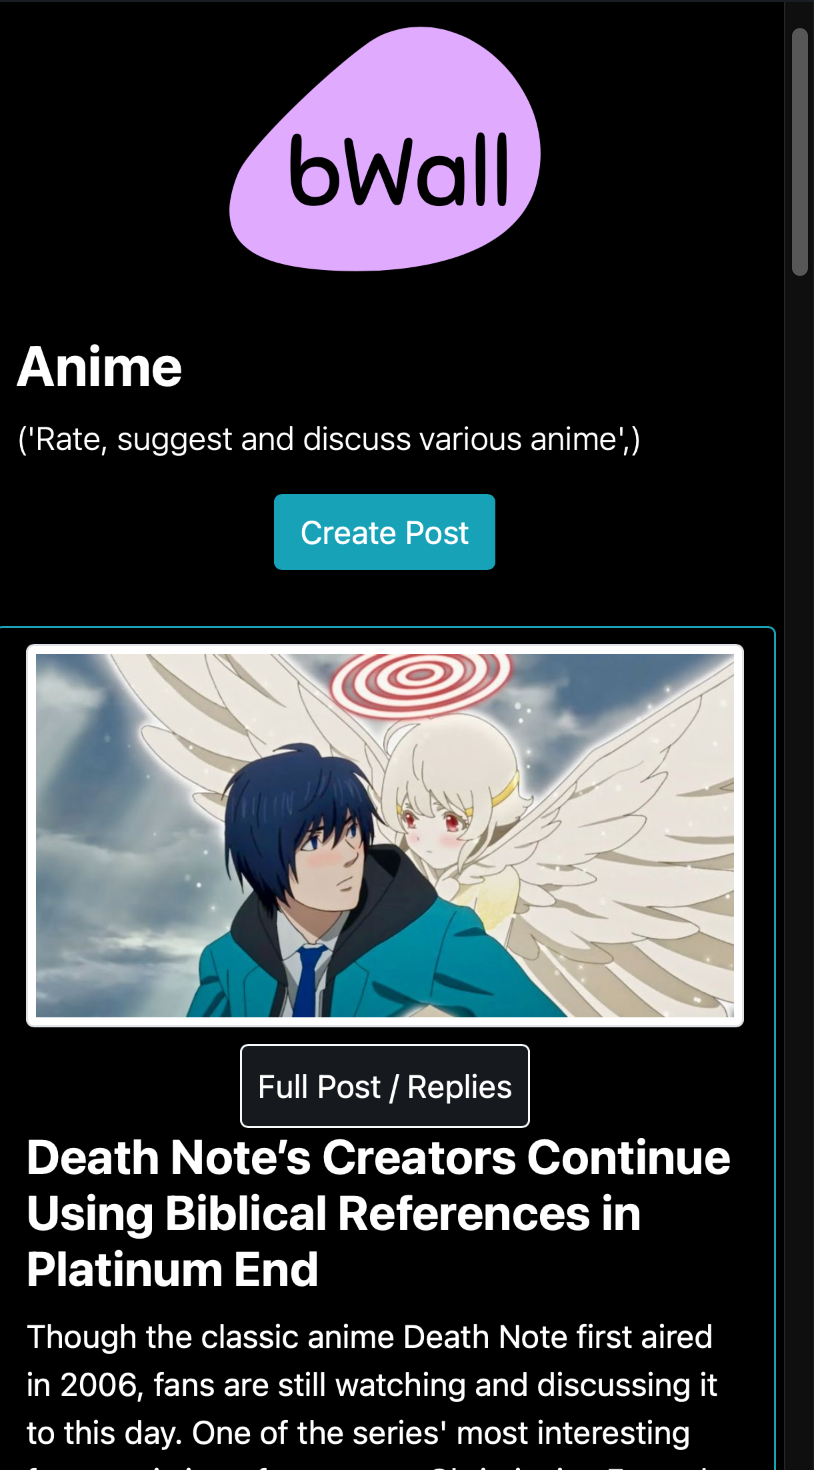 bWall
Anime
('Rate, suggest and discuss various anime',)
Create Post
Full Post / Replies
Death Note’s Creators Continue
Using Biblical References in
Platinum End
Though the classic anime Death Note first aired
in 2006, fans are still watching and discussing it
to this day. One of the series' most interesting